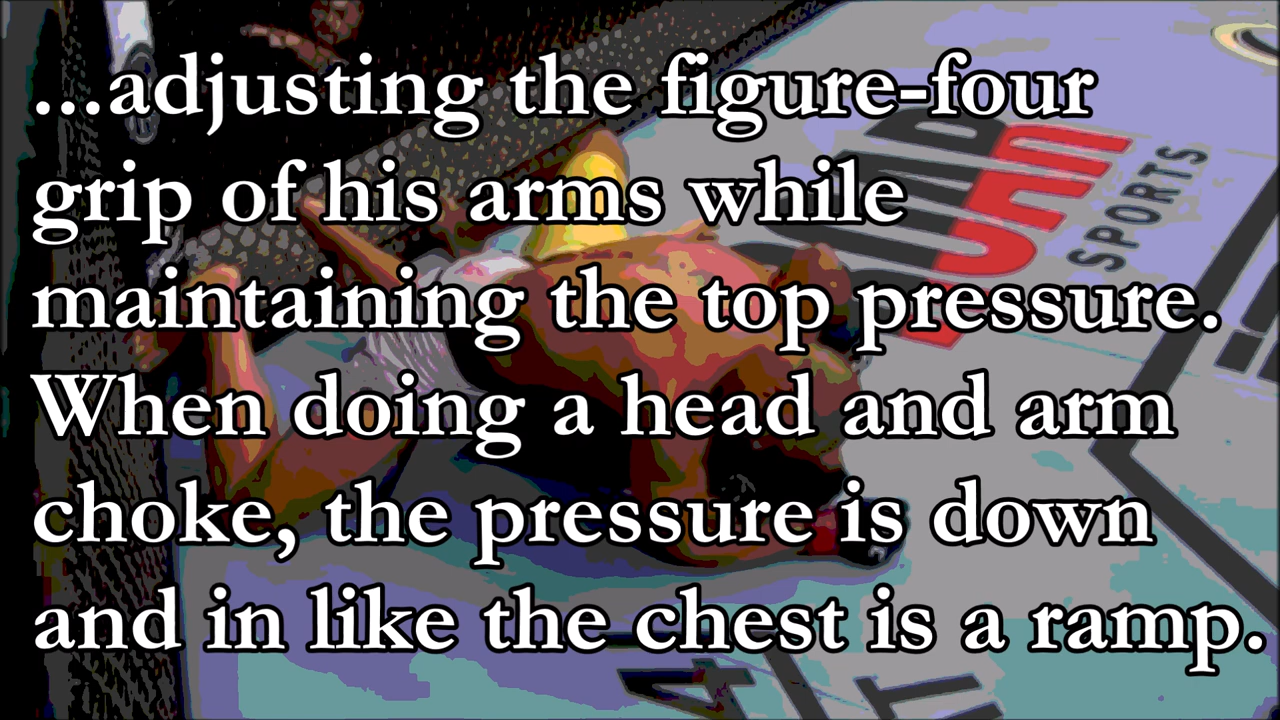 ...adjusting the figure-four
grip of his arms while
maintaining the top pressure.
When doing a head and arm
choke, the pressure is down
and in like the chest is a ramp.
SPORTS